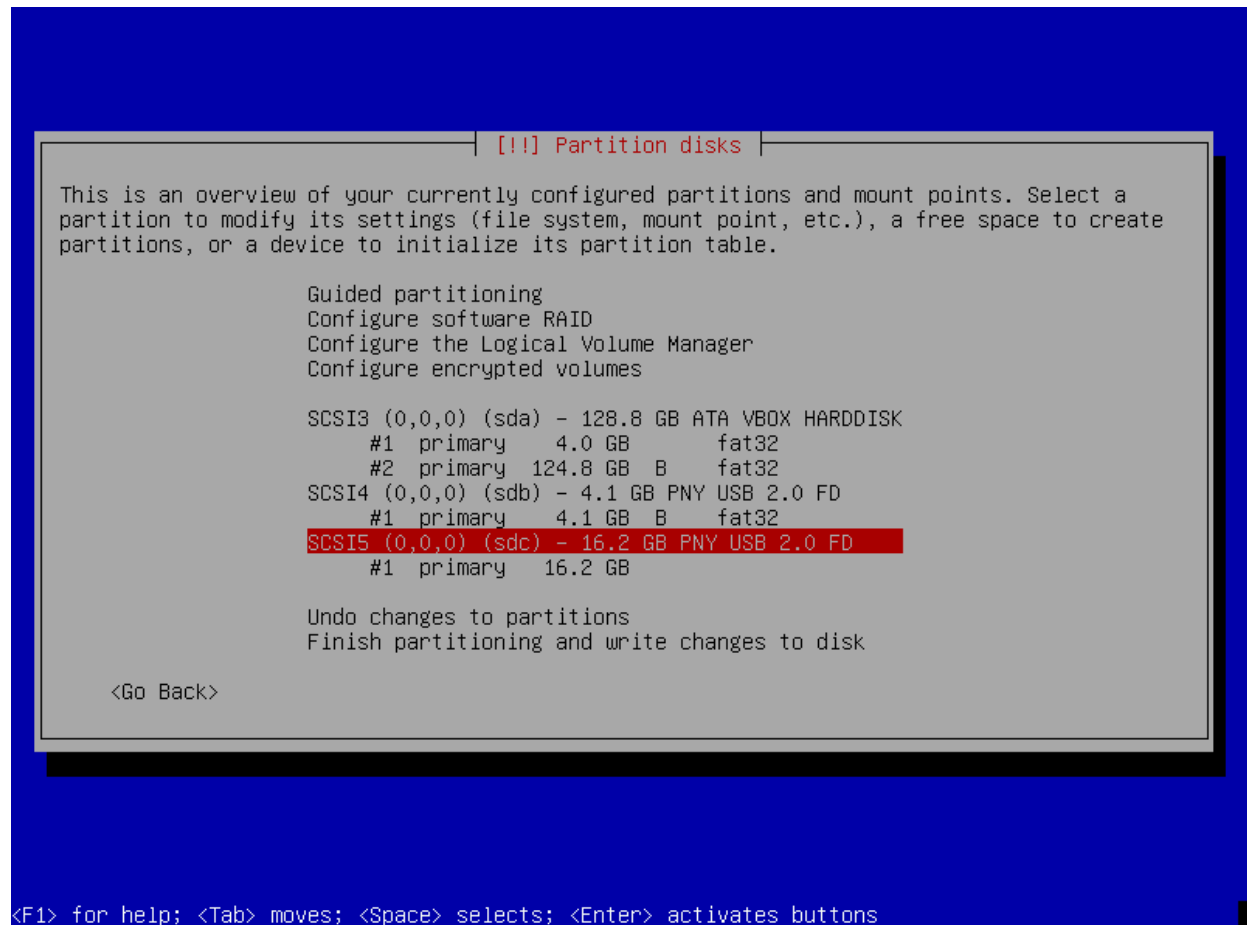 [!!] Partition disks
This is an overview of your currently configured partitions and mount points. Select a
partition to modify its settings (file system, mount point, etc.), a free space to create
partitions, or a device to initialize its partition table.
Guided partitioning
Configure software RAID
Configure the Logical Volume Manager
Configure encrypted volumes
SCSI3 (0,0,0) (sda) - 128.8 GB ATA VBOX HARDDISK
#1 primary 4.0 GB fat32
#2 primary 124.8 GB B fat32
SCSI4 (0,0,0) (sdb) - 4.1 GB PNY USB 2.0 FD
#1 primary 4.1 GB B fat32
SCSI5 (0,0,0) (sdc) - 16.2 GB PNY USB 2.0 FD
#1 primary 16.2 GB
Undo changes to partitions
Finish partitioning and write changes to disk
<Go Back>
<F1> for help; <Tab> moves; <Space> selects; <Enter> activates buttons